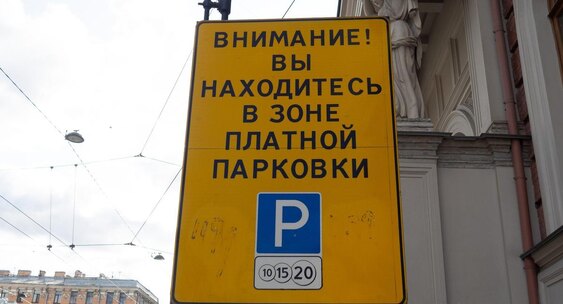 ВНИМАНИЕ!
ВЫ
НАХОДИТЕСЬ
В ЗОНЕ
ПЛАТНОЙ
ПАРКОВКИ
P
10 15 20